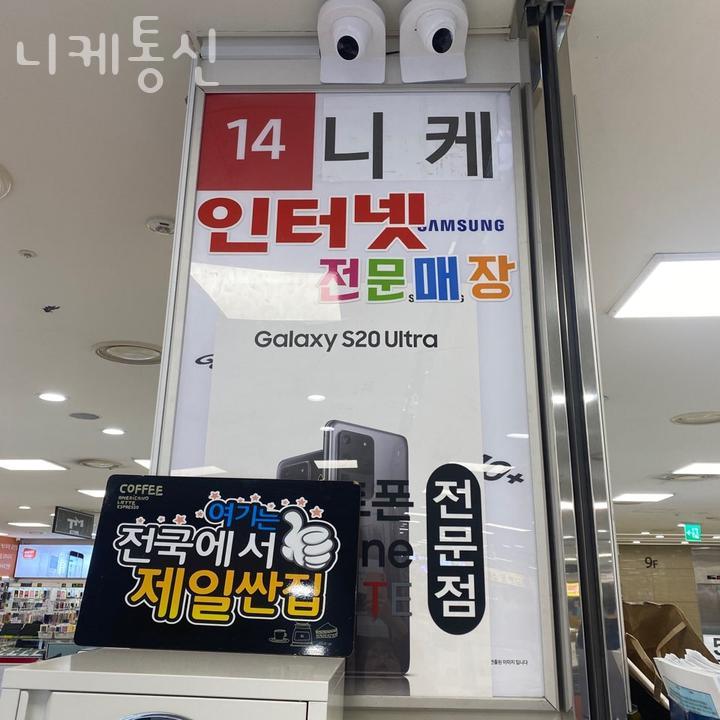 니케통신
14 니케
인터넷
SAMSUNG
전문매장
Galaxy S20 Ultra
폰
전문점
COFFEE
AMERICANO
LATTE
ESPRESSO
여기는
전국에서
제일싼집
9F